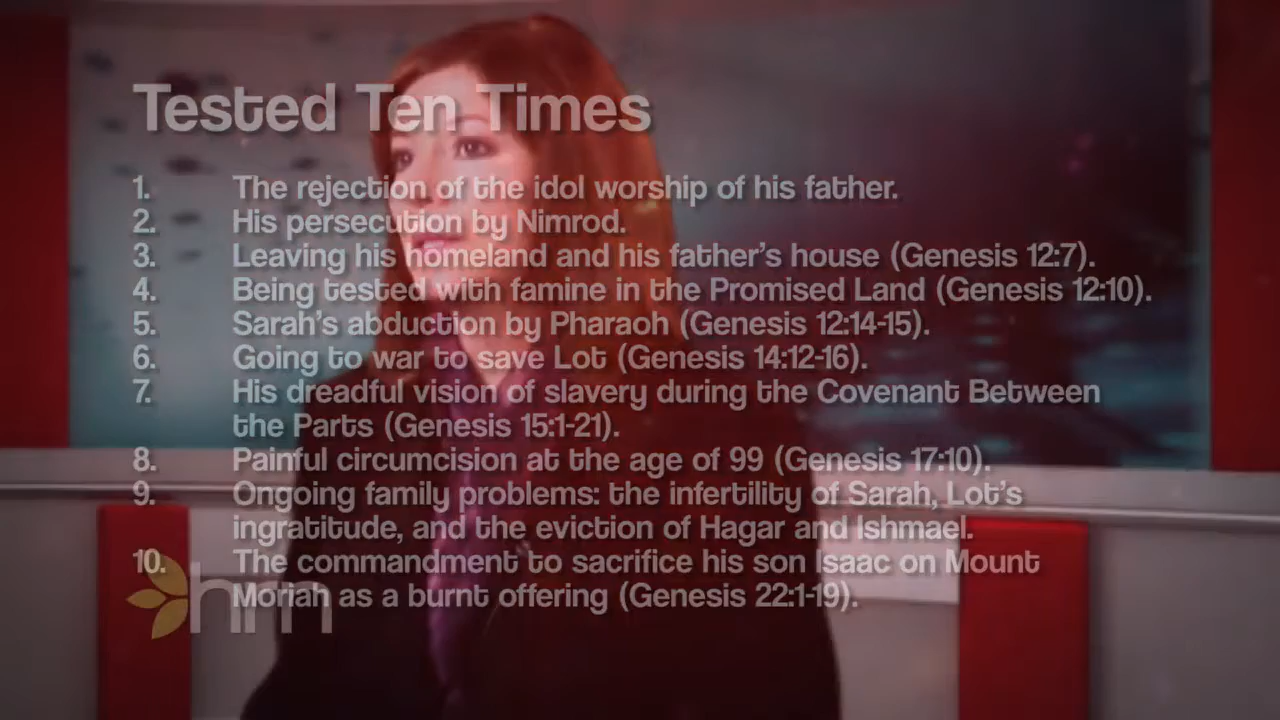 Tested Ten Times
1. The rejection of the idol worship of his father.
2. His persecution by Nimrod.
3. Leaving his homeland and his father's house (Genesis 12:7).
4. Being tested with famine in the Promised Land (Genesis 12:10).
5. Sarah's abduction by Pharaoh (Genesis 12:14-15).
6. Going to war to save Lot (Genesis 14:12-16).
7. His dreadful vision of slavery during the Covenant Between
the Parts (Genesis 15:1-21).
8. Painful circumcision at the age of 99 (Genesis 17:10).
9. Ongoing family problems: the infertility of Sarah, Lot's
ingratitude, and the eviction of Hagar and Ishmael.
10. The commandment to sacrifice his son Isaac on Mount
Moriah as a burnt offering (Genesis 22:1-19).
hm